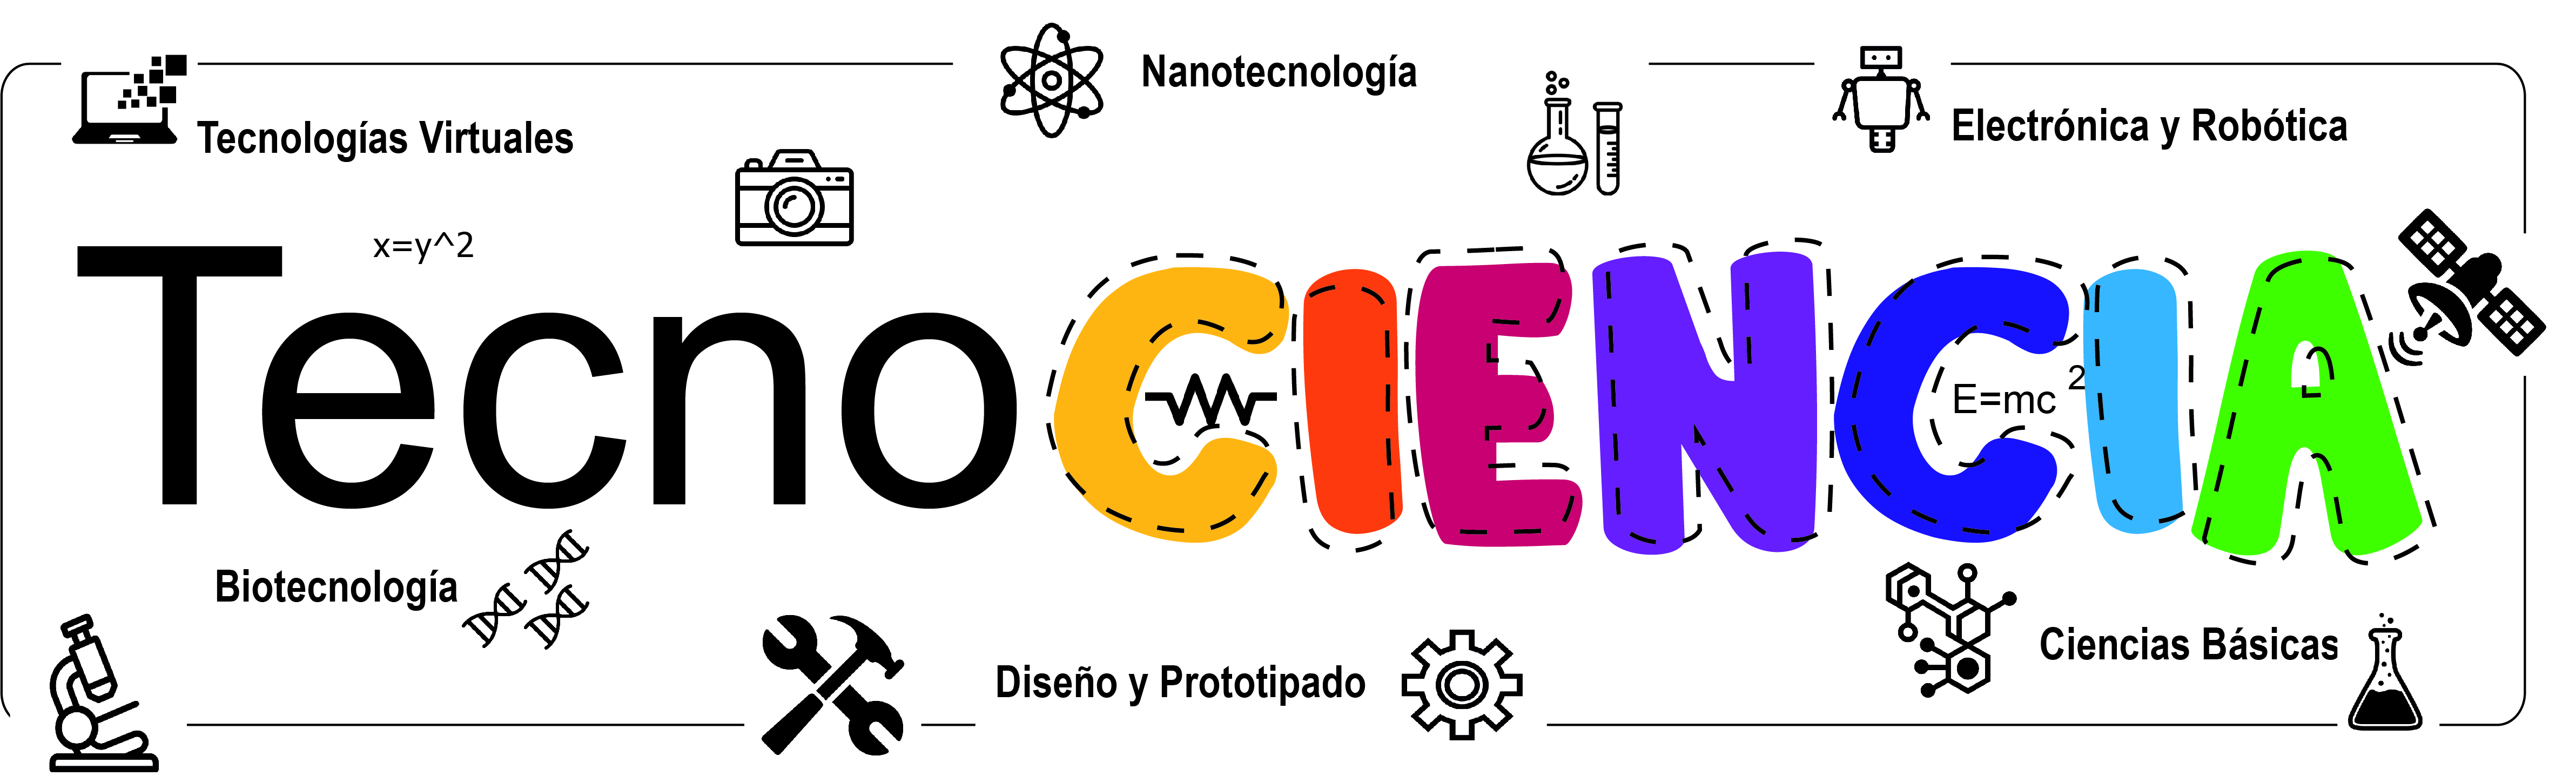 Nanotecnología
Tecnologías Virtuales
Electrónica y Robótica
x=y^2
TecnoCIENCIA
E=mc 2
Biotecnología
Ciencias Básicas
Diseño y Prototipado